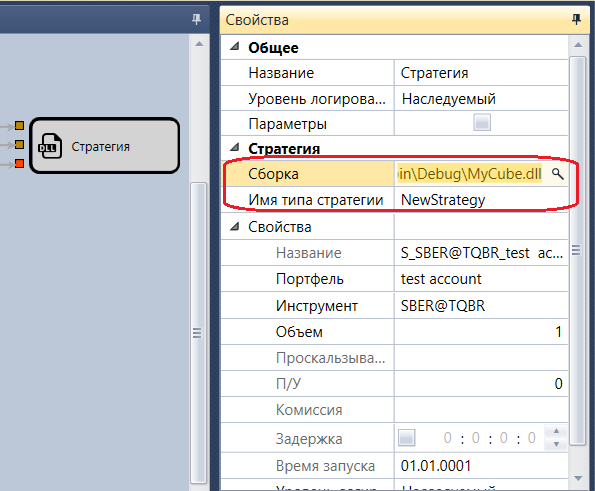 Свойства
DLL Стратегия
Общее
Название Стратегия
Уровень логирова... Наследуемый
Параметры
Стратегия
Сборка in\Debug\MyCube.dll
Имя типа стратегии NewStrategy
Свойства
Название S_SBER@TQBR_test ac...
Портфель test account
Инструмент SBER@TQBR
Объем 1
Проскальзыва...
П/У 0
Комиссия
Задержка 0 : 0 : 0 : 0
Время запуска 01.01.0001